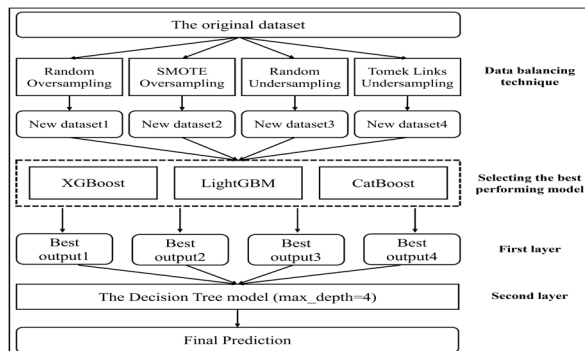 The original dataset
Random
Oversampling
SMOTE
Oversampling
Random
Undersampling
Tomek Links
Undersampling
Data balancing
technique
New dataset1
New dataset2
New dataset3
New dataset4
XGBoost
LightGBM
CatBoost
Selecting the best
performing model
Best
output1
Best
output2
Best
output3
Best
output4
First layer
The Decision Tree model (max_depth=4)
Second layer
Final Prediction